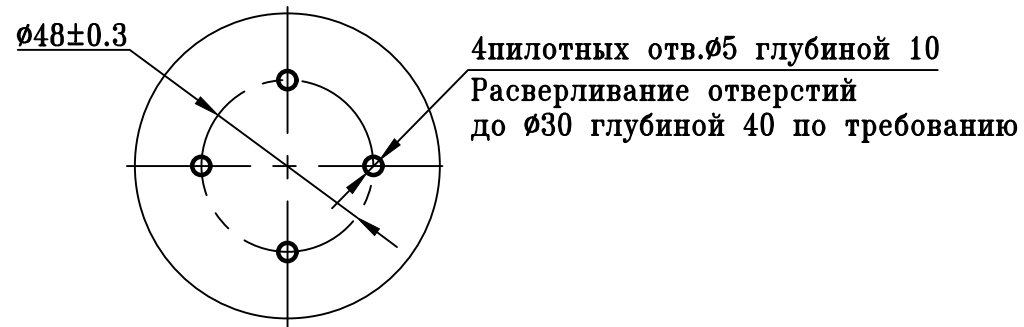 Ø48±0.3
4пилотных отв.Ø5 глубиной 10
Расверливание отверстий
до Ø30 глубиной 40 по требованию